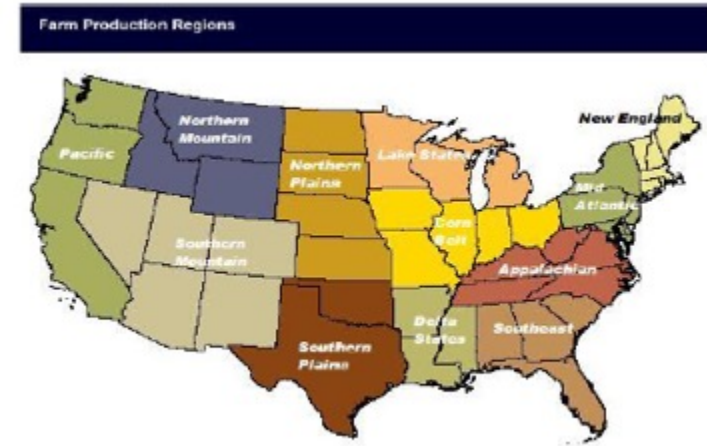 Farm Production Regions
New England
Northern
Mountain
Pacific
Lake States
Northern
Plains
Mid
Atlantic
Corn
Belt
Southern
Mountain
Appalachian
Delta
States
Southeast
Southern
Plains